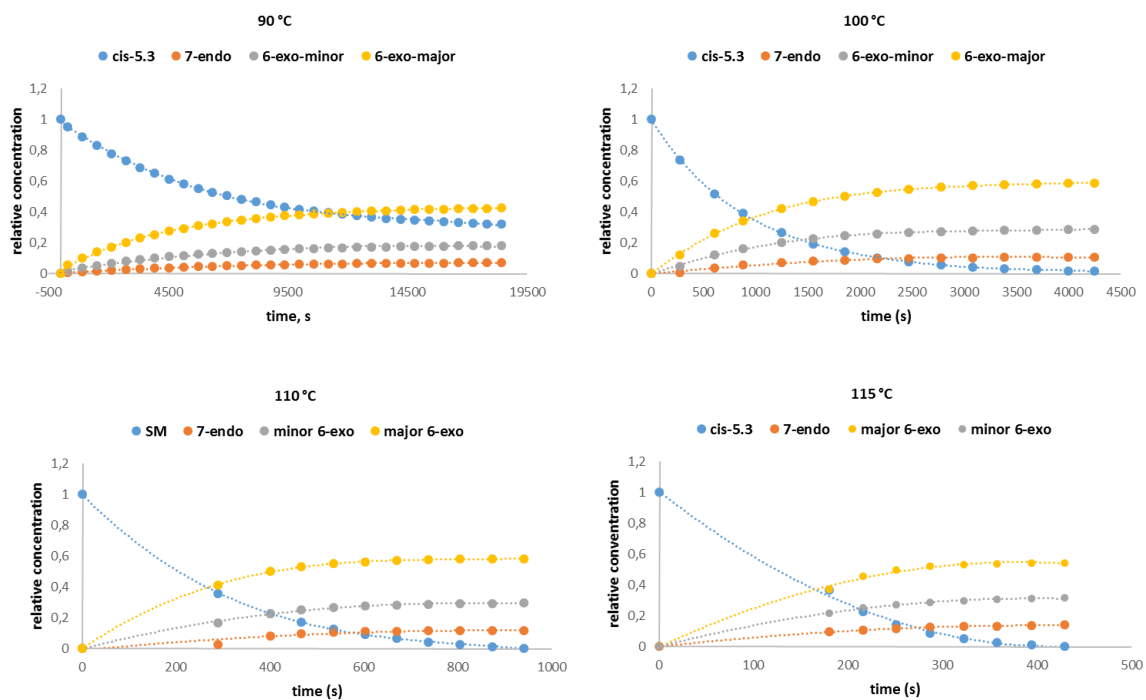 90 °C
cis-5.3 7-endo 6-exo-minor 6-exo-major
relative concentration
1,2
1
0,8
0,6
0,4
0,2
0
-500 4500 9500 14500 19500
time, s
100 °C
cis-5.3 7-endo 6-exo-minor 6-exo-major
relative concentration
1,2
1
0,8
0,6
0,4
0,2
0
0 500 1000 1500 2000 2500 3000 3500 4000 4500
time (s)
110 °C
SM 7-endo minor 6-exo major 6-exo
relative concentration
1,2
1
0,8
0,6
0,4
0,2
0
0 200 400 600 800 1000
time (s)
115 °C
cis-5.3 7-endo major 6-exo minor 6-exo
relative conventration
1,2
1
0,8
0,6
0,4
0,2
0
0 100 200 300 400 500
time (s)